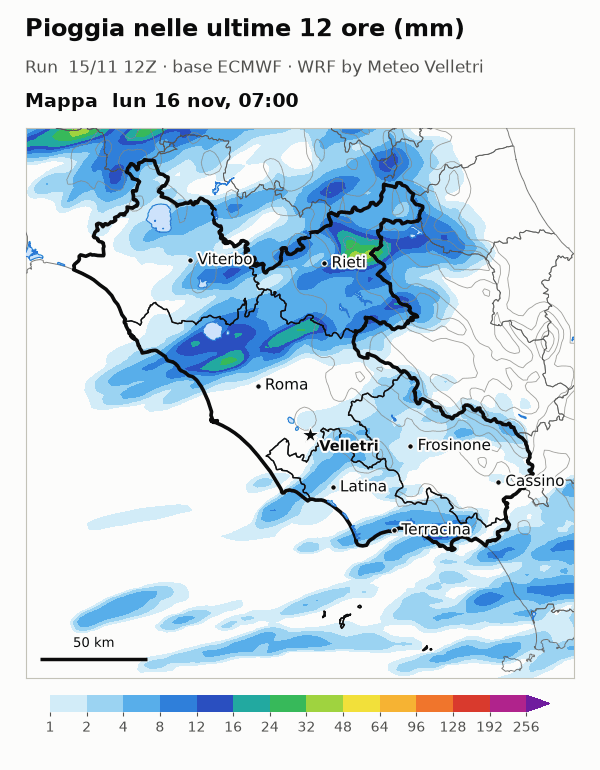 Pioggia nelle ultime 12 ore (mm)
Run  15/11 12Z · base ECMWF · WRF by Meteo Velletri
Mappa  lun 16 nov, 07:00
Viterbo
Rieti
Roma
Velletri
Frosinone
Latina
Cassino
Terracina
50 km
1 2 4 8 12 16 24 32 48 64 96 128 192 256